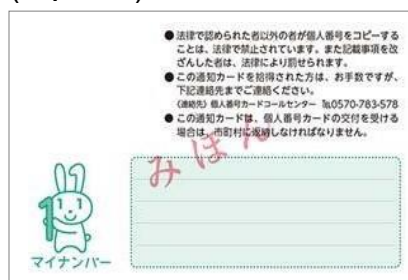 ●法律で認められた者以外の者が個人番号をコピーする
ことは、法律で禁止されています。また記載事項を改
ざんした者は、法律により罰せられます。
●この通知カードを拾得された方は、お手数ですが、
下記連絡先までご連絡ください。
〈連絡先〉個人番号カードコールセンター ℡0570-783-578
●この通知カードは、個人番号カードの交付を受ける
場合は、市町村に返納しなければなりません。
みほん
1 1
マイナンバー